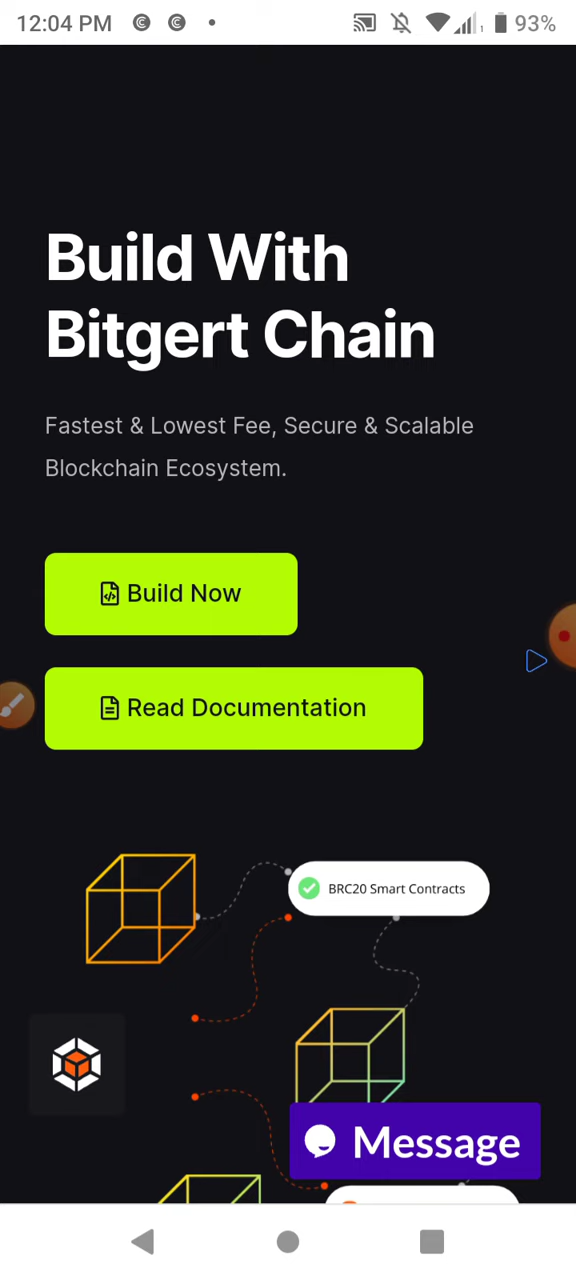 12:04 PM
93%
Build With
Bitgert Chain
Fastest & Lowest Fee, Secure & Scalable
Blockchain Ecosystem.
Build Now
Read Documentation
BRC20 Smart Contracts
Message